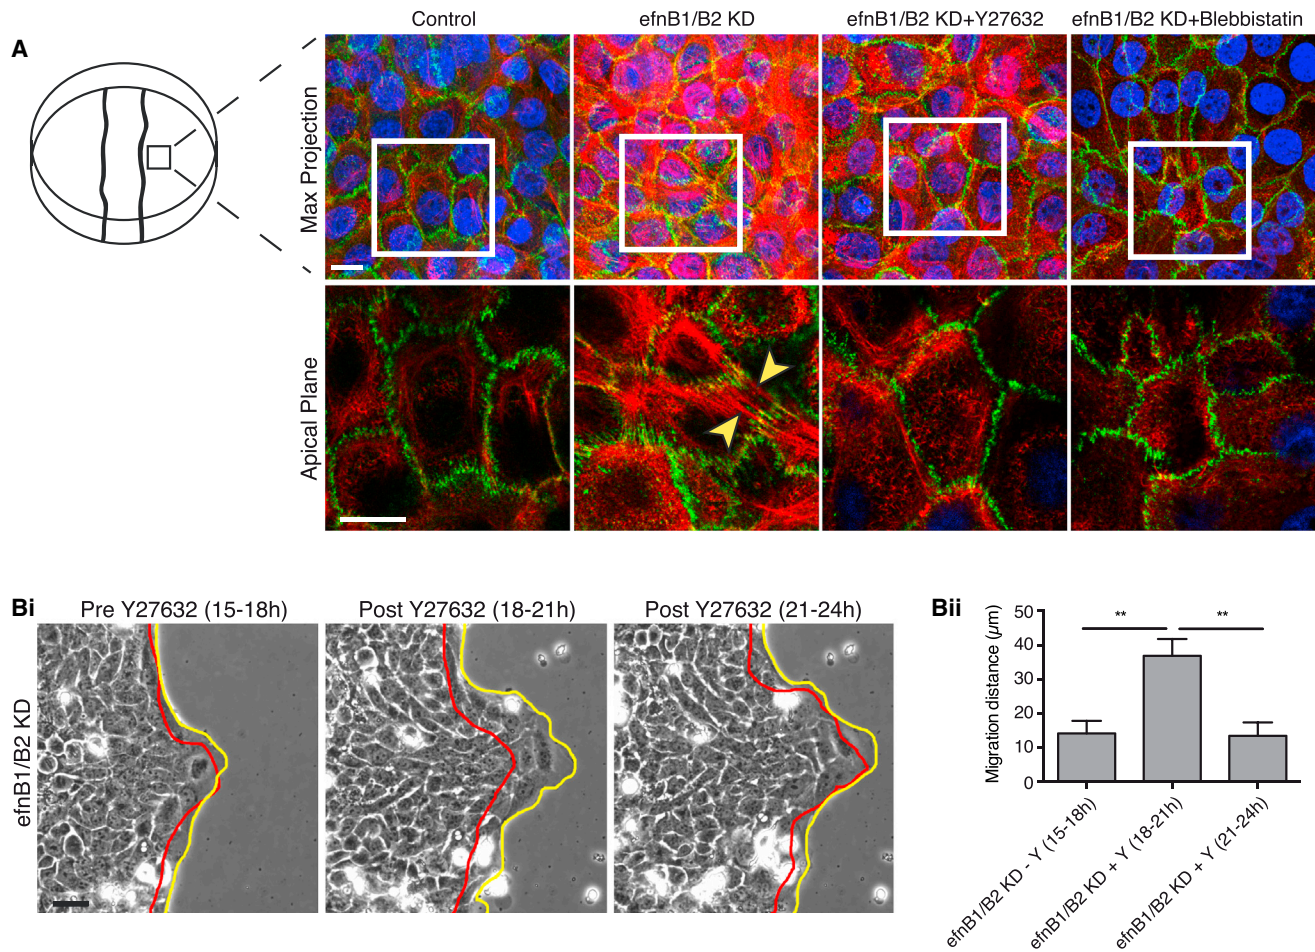 A
Control
efnB1/B2 KD
efnB1/B2 KD+Y27632
efnB1/B2 KD+Blebbistatin
Max Projection
Apical Plane
Bi
Pre Y27632 (15-18h)
Post Y27632 (18-21h)
Post Y27632 (21-24h)
efnB1/B2 KD
Bii
Migration distance (µm)
50
40
30
20
10
0
**
**
efnB1/B2 KD - Y (15-18h)
efnB1/B2 KD + Y (18-21h)
efnB1/B2 KD + Y (21-24h)